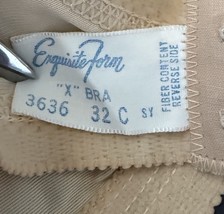 Exquisite Form
"X" BRA
3636 32 C SY
FIBER CONTENT
REVERSE SIDE